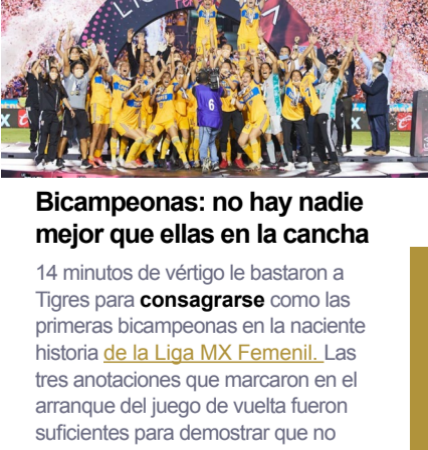 LIG
6
Bicampeonas: no hay nadie
mejor que ellas en la cancha
14 minutos de vértigo le bastaron a
Tigres para consagrarse como las
primeras bicampeonas en la naciente
historia de la Liga MX Femenil. Las
tres anotaciones que marcaron en el
arranque del juego de vuelta fueron
suficientes para demostrar que no